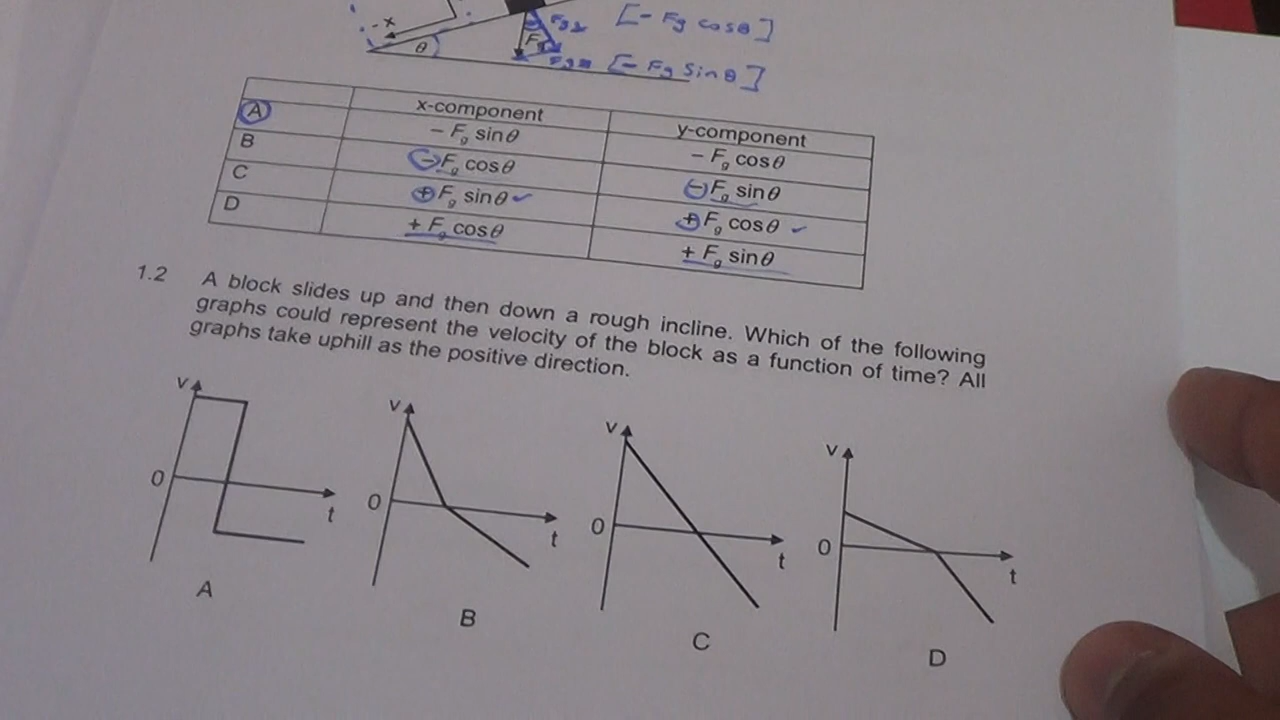 - x
θ
Fg
[- Fg cosθ]
[- Fg sinθ]
x-component y-component
A - Fg sinθ - Fg cosθ
B - Fg cosθ - Fg sinθ
C + Fg sinθ + Fg cosθ
D + Fg cosθ + Fg sinθ
1.2 A block slides up and then down a rough incline. Which of the following
graphs could represent the velocity of the block as a function of time? All
graphs take uphill as the positive direction.
v 0 t
A
v 0 t
B
v 0 t
C
v 0 t
D